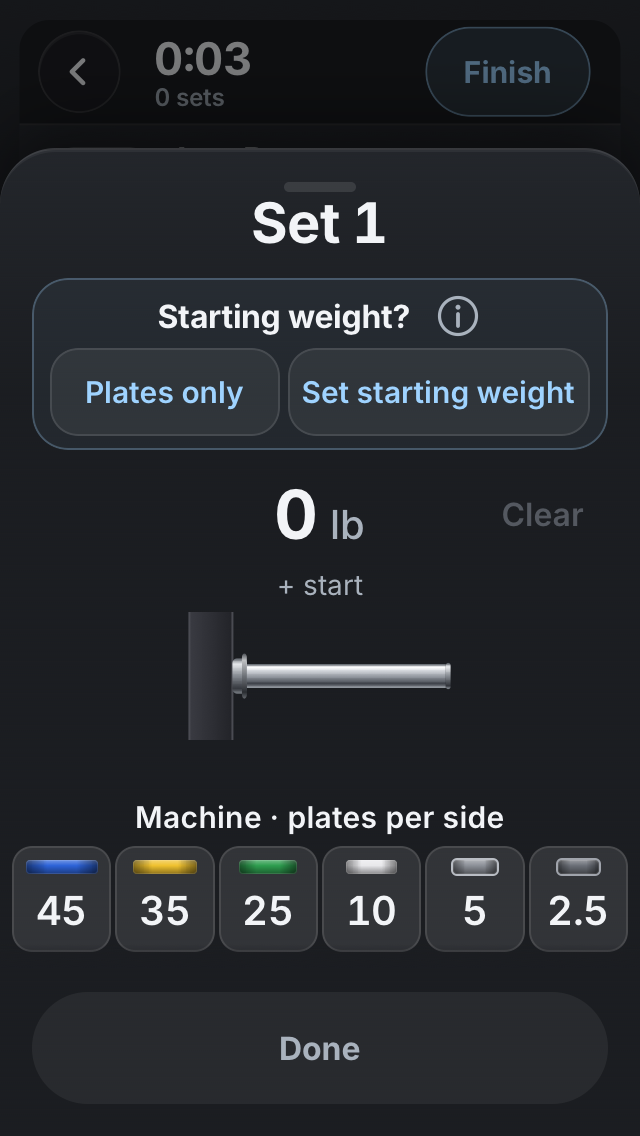 0:03
0 sets
Finish
Set 1
Starting weight?
Plates only
Set starting weight
0 lb
Clear
+ start
Machine · plates per side
45
35
25
10
5
2.5
Done